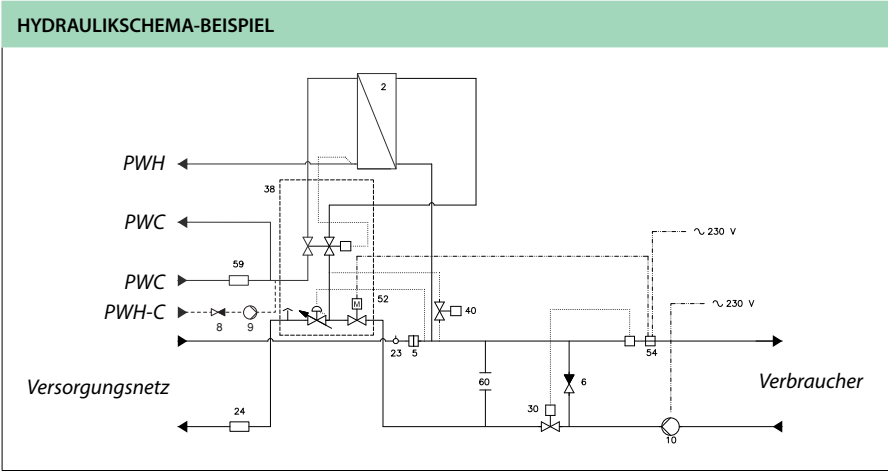 HYDRAULIKSCHEMA-BEISPIEL
2
PWH
38
PWC
~ 230 V
59
PWC
52
~ 230 V
PWH-C
M
40
8
9
23
5
54
Versorgungsnetz
60
6
Verbraucher
24
30
10